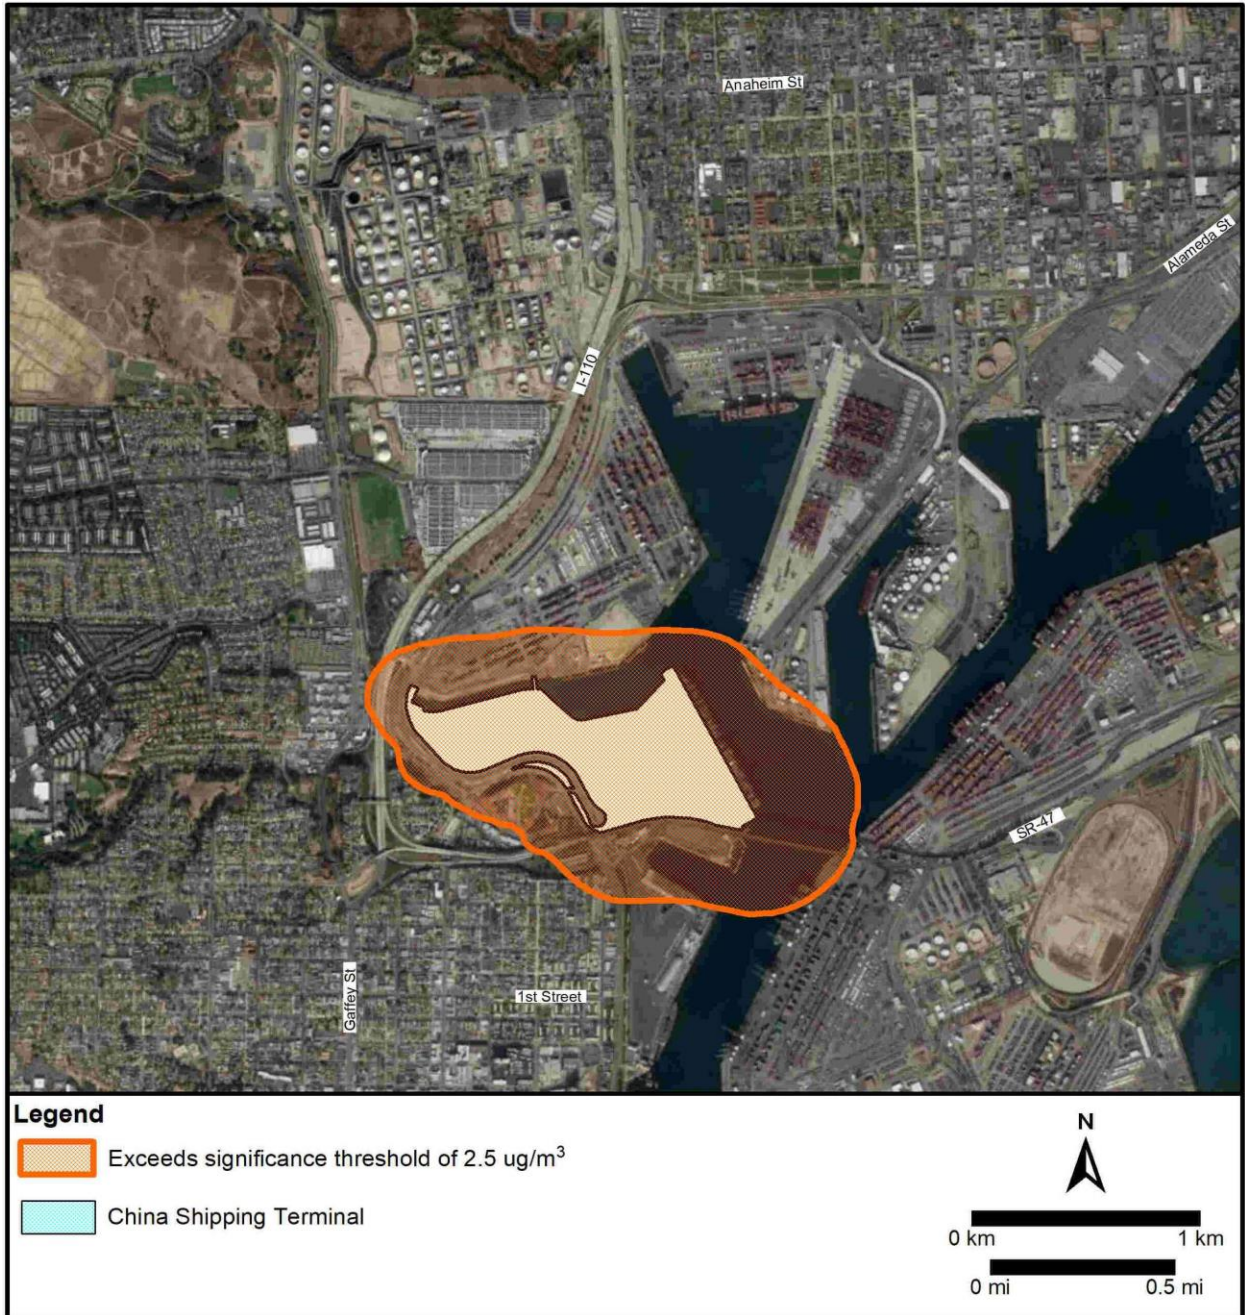 Anaheim St
Alameda St
I-110
SR-47
Gaffey St
1st Street
Legend
Exceeds significance threshold of 2.5 ug/m³
China Shipping Terminal
N
0 km 1 km
0 mi 0.5 mi